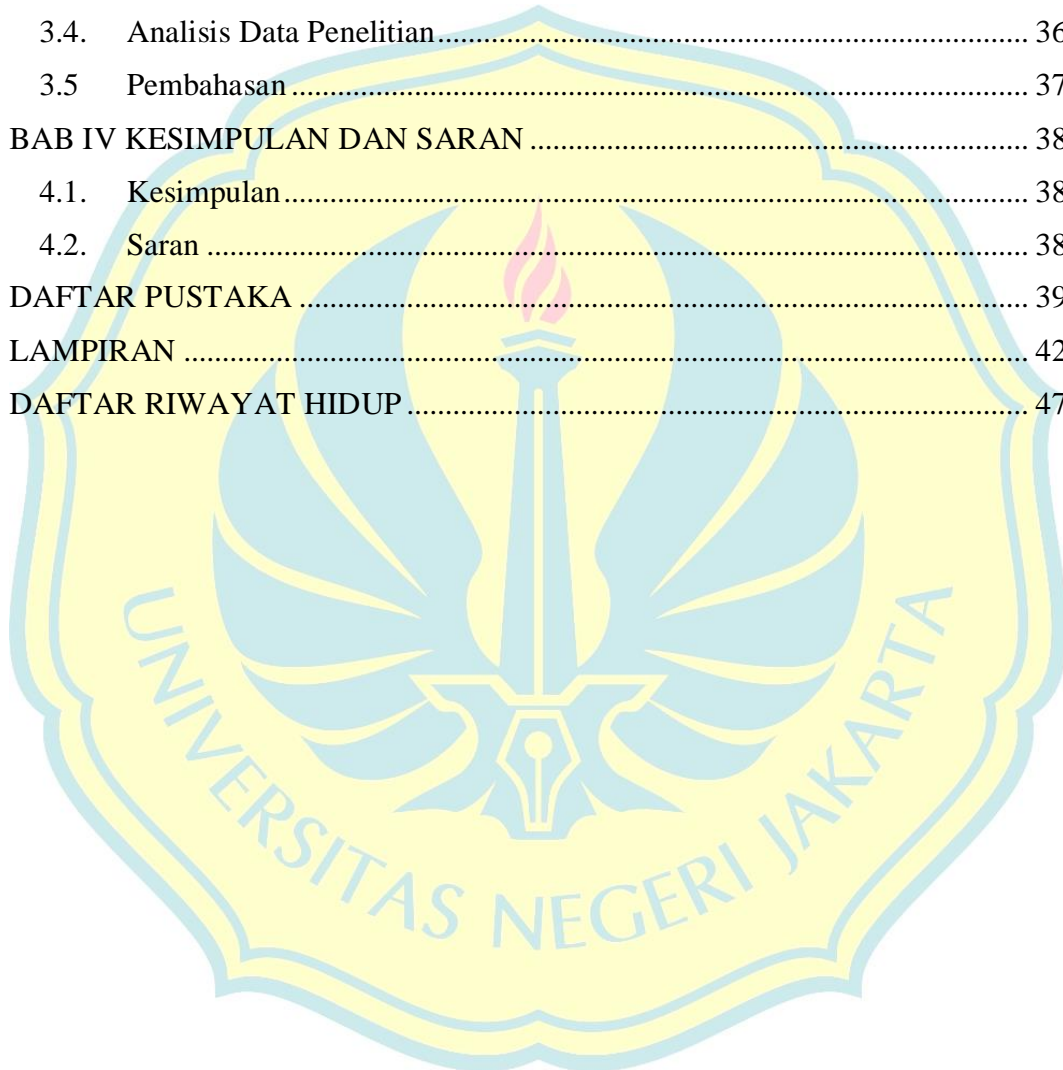 3.4. Analisis Data Penelitian.......................................................................................... 36
3.5 Pembahasan................................................................................................... 37
BAB IV KESIMPULAN DAN SARAN ................................................................ 38
4.1. Kesimpulan.................................................................................................... 38
4.2. Saran .............................................................................................................. 38
DAFTAR PUSTAKA ................................................................................................. 39
LAMPIRAN ................................................................................................................ 42
DAFTAR RIWAYAT HIDUP .................................................................................. 47
UNIVERSITAS NEGERI JAKARTA